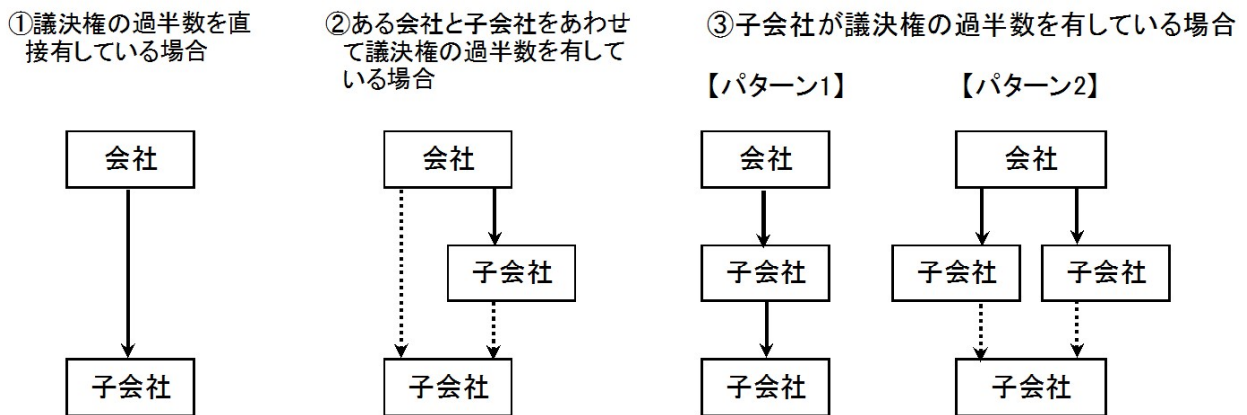 ①議決権の過半数を直
接有している場合
②ある会社と子会社をあわせ
て議決権の過半数を有して
いる場合
③子会社が議決権の過半数を有している場合
【パターン1】
【パターン2】
会社
会社
会社
会社
子会社
子会社
子会社
子会社
子会社
子会社
子会社
子会社